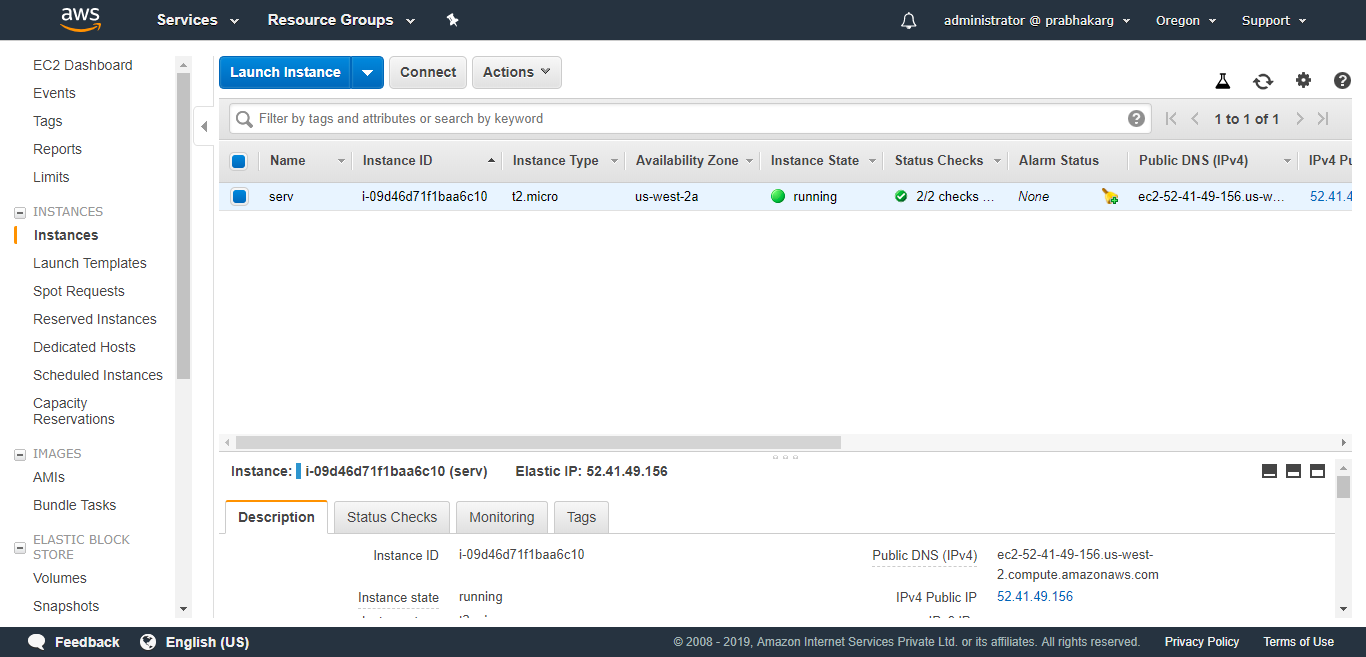 aws Services Resource Groups administrator @ prabhakarg Oregon Support
EC2 Dashboard
Events
Tags
Reports
Limits
INSTANCES
Instances
Launch Templates
Spot Requests
Reserved Instances
Dedicated Hosts
Scheduled Instances
Capacity
Reservations
IMAGES
AMIs
Bundle Tasks
ELASTIC BLOCK
STORE
Volumes
Snapshots
Launch Instance Connect Actions
Filter by tags and attributes or search by keyword 1 to 1 of 1
Name Instance ID Instance Type Availability Zone Instance State Status Checks Alarm Status Public DNS (IPv4) IPv4 Pu
serv i-09d46d71f1baa6c10 t2.micro us-west-2a running 2/2 checks ... None ec2-52-41-49-156.us-w... 52.41.4
Instance: i-09d46d71f1baa6c10 (serv) Elastic IP: 52.41.49.156
Description Status Checks Monitoring Tags
Instance ID i-09d46d71f1baa6c10 Public DNS (IPv4) ec2-52-41-49-156.us-west-
2.compute.amazonaws.com
Instance state running IPv4 Public IP 52.41.49.156
Feedback English (US) © 2008 - 2019, Amazon Internet Services Private Ltd. or its affiliates. All rights reserved. Privacy Policy Terms of Use